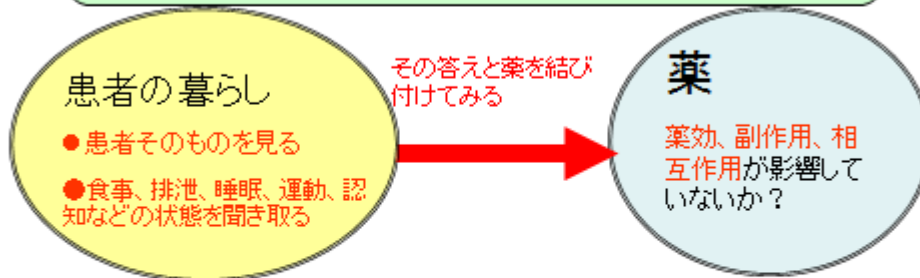 患者の暮らし
●患者そのものを見る
●食事、排泄、睡眠、運動、認
知などの状態を聞き取る
その答えと薬を結び
付けてみる
薬
薬効、副作用、相
互作用が影響して
いないか？